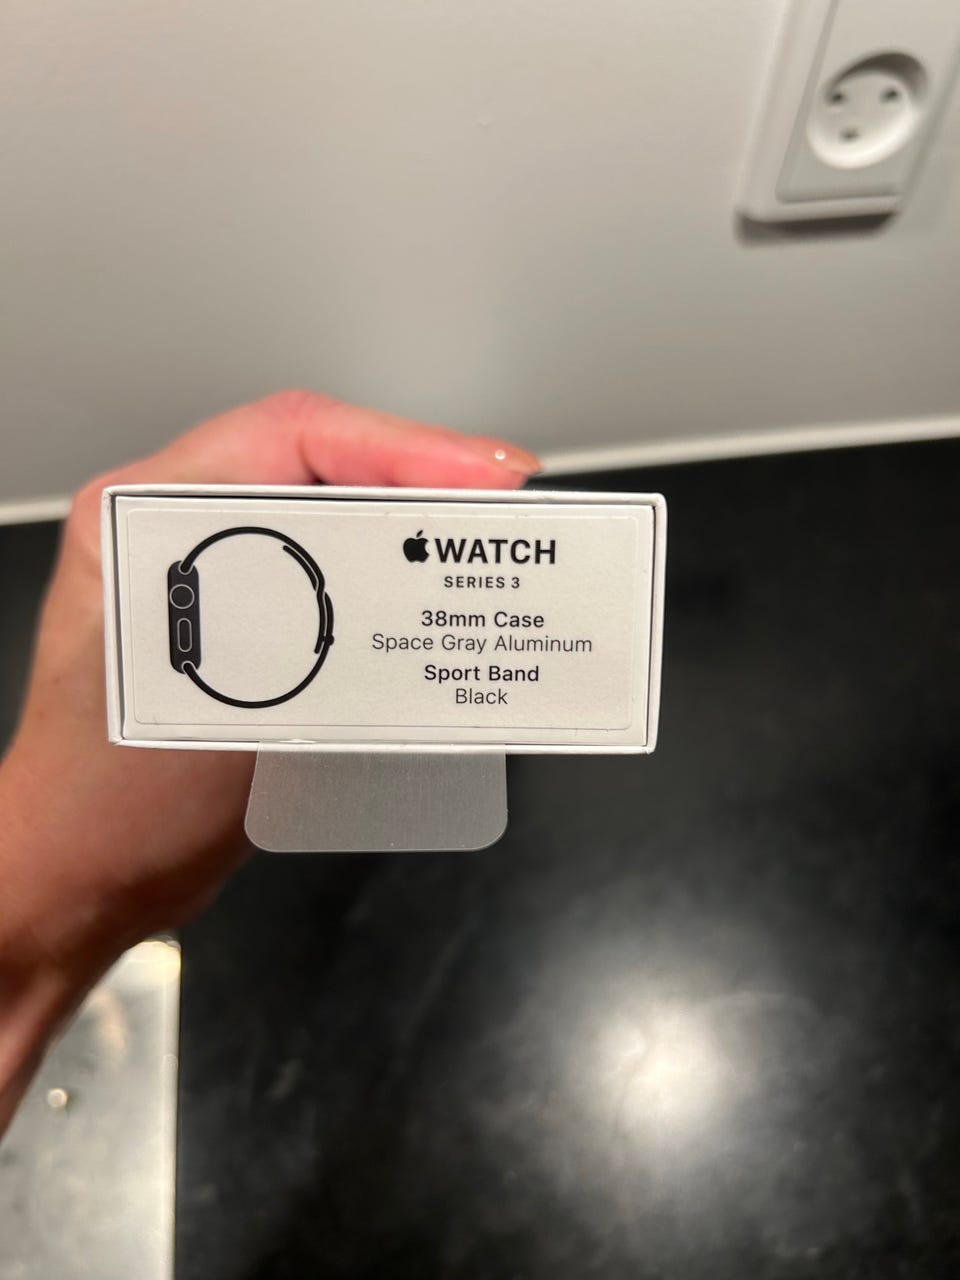 WATCH
SERIES 3
38mm Case
Space Gray Aluminum
Sport Band
Black